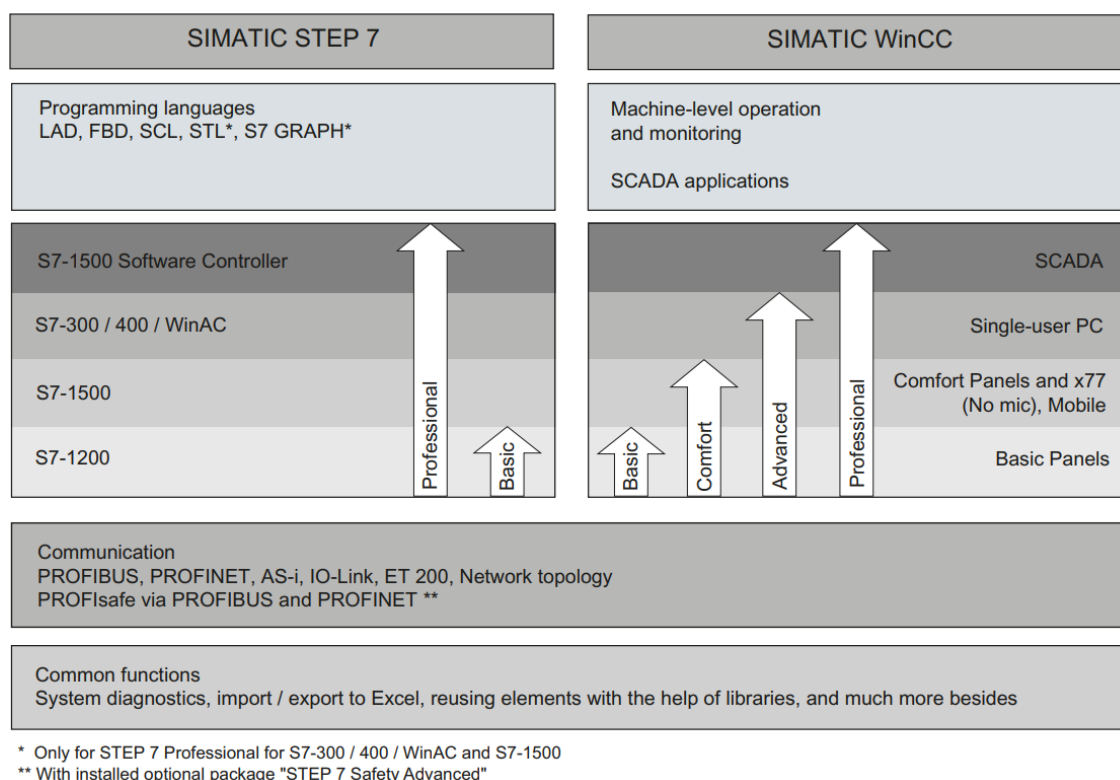 SIMATIC STEP 7
SIMATIC WinCC
Programming languages
LAD, FBD, SCL, STL*, S7 GRAPH*
Machine-level operation
and monitoring
SCADA applications
S7-1500 Software Controller
S7-300 / 400 / WinAC
S7-1500
S7-1200
Professional
Basic
Basic
Comfort
Advanced
Professional
SCADA
Single-user PC
Comfort Panels and x77
(No mic), Mobile
Basic Panels
Communication
PROFIBUS, PROFINET, AS-i, IO-Link, ET 200, Network topology
PROFIsafe via PROFIBUS and PROFINET **
Common functions
System diagnostics, import / export to Excel, reusing elements with the help of libraries, and much more besides
* Only for STEP 7 Professional for S7-300 / 400 / WinAC and S7-1500
** With installed optional package "STEP 7 Safety Advanced"